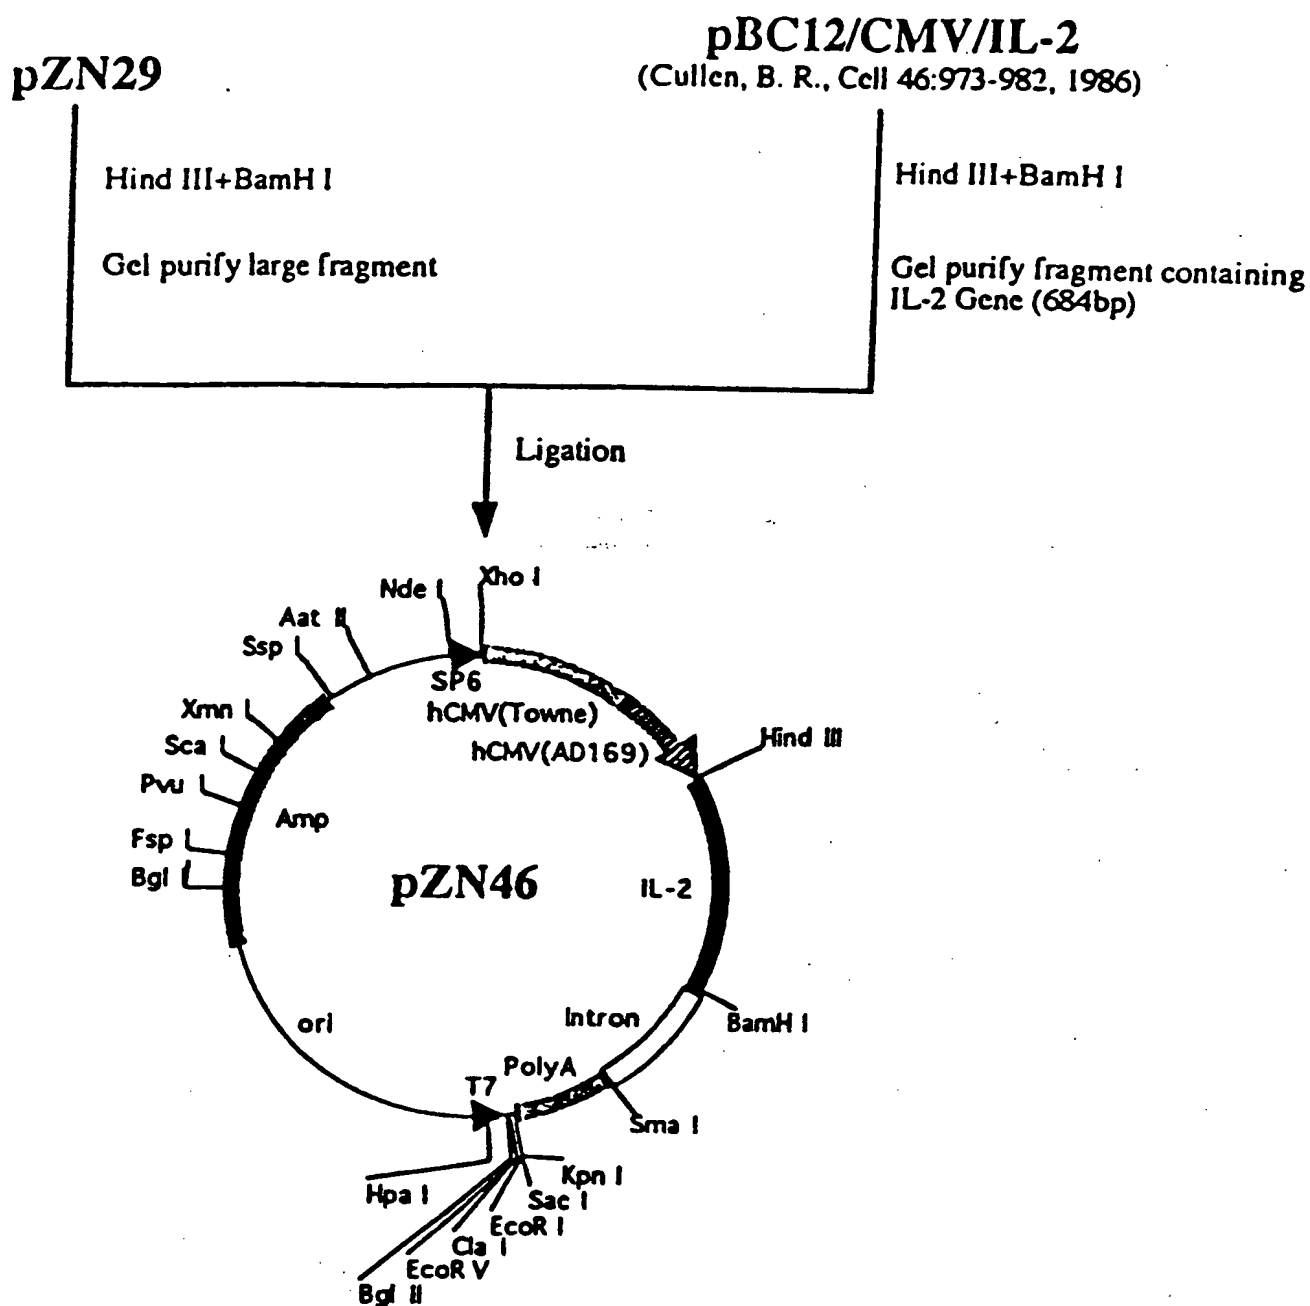 pZN29
pBC12/CMV/IL-2
(Cullen, B. R., Cell 46:973-982, 1986)
Hind III+BamH I
Hind III+BamH I
Gel purify large fragment
Gel purify fragment containing
IL-2 Gene (684bp)
Ligation
Nde I
Xho I
Aat II
Ssp I
SP6
hCMV(Towne)
Xmn I
hCMV(AD169)
Hind III
Sca I
Pvu I
Amp
Fsp I
Bgl I
pZN46
IL-2
ori
Intron
BamH I
PolyA
T7
Sma I
Hpa I
Kpn I
Sac I
EcoR I
Cla I
EcoR V
Bgl II